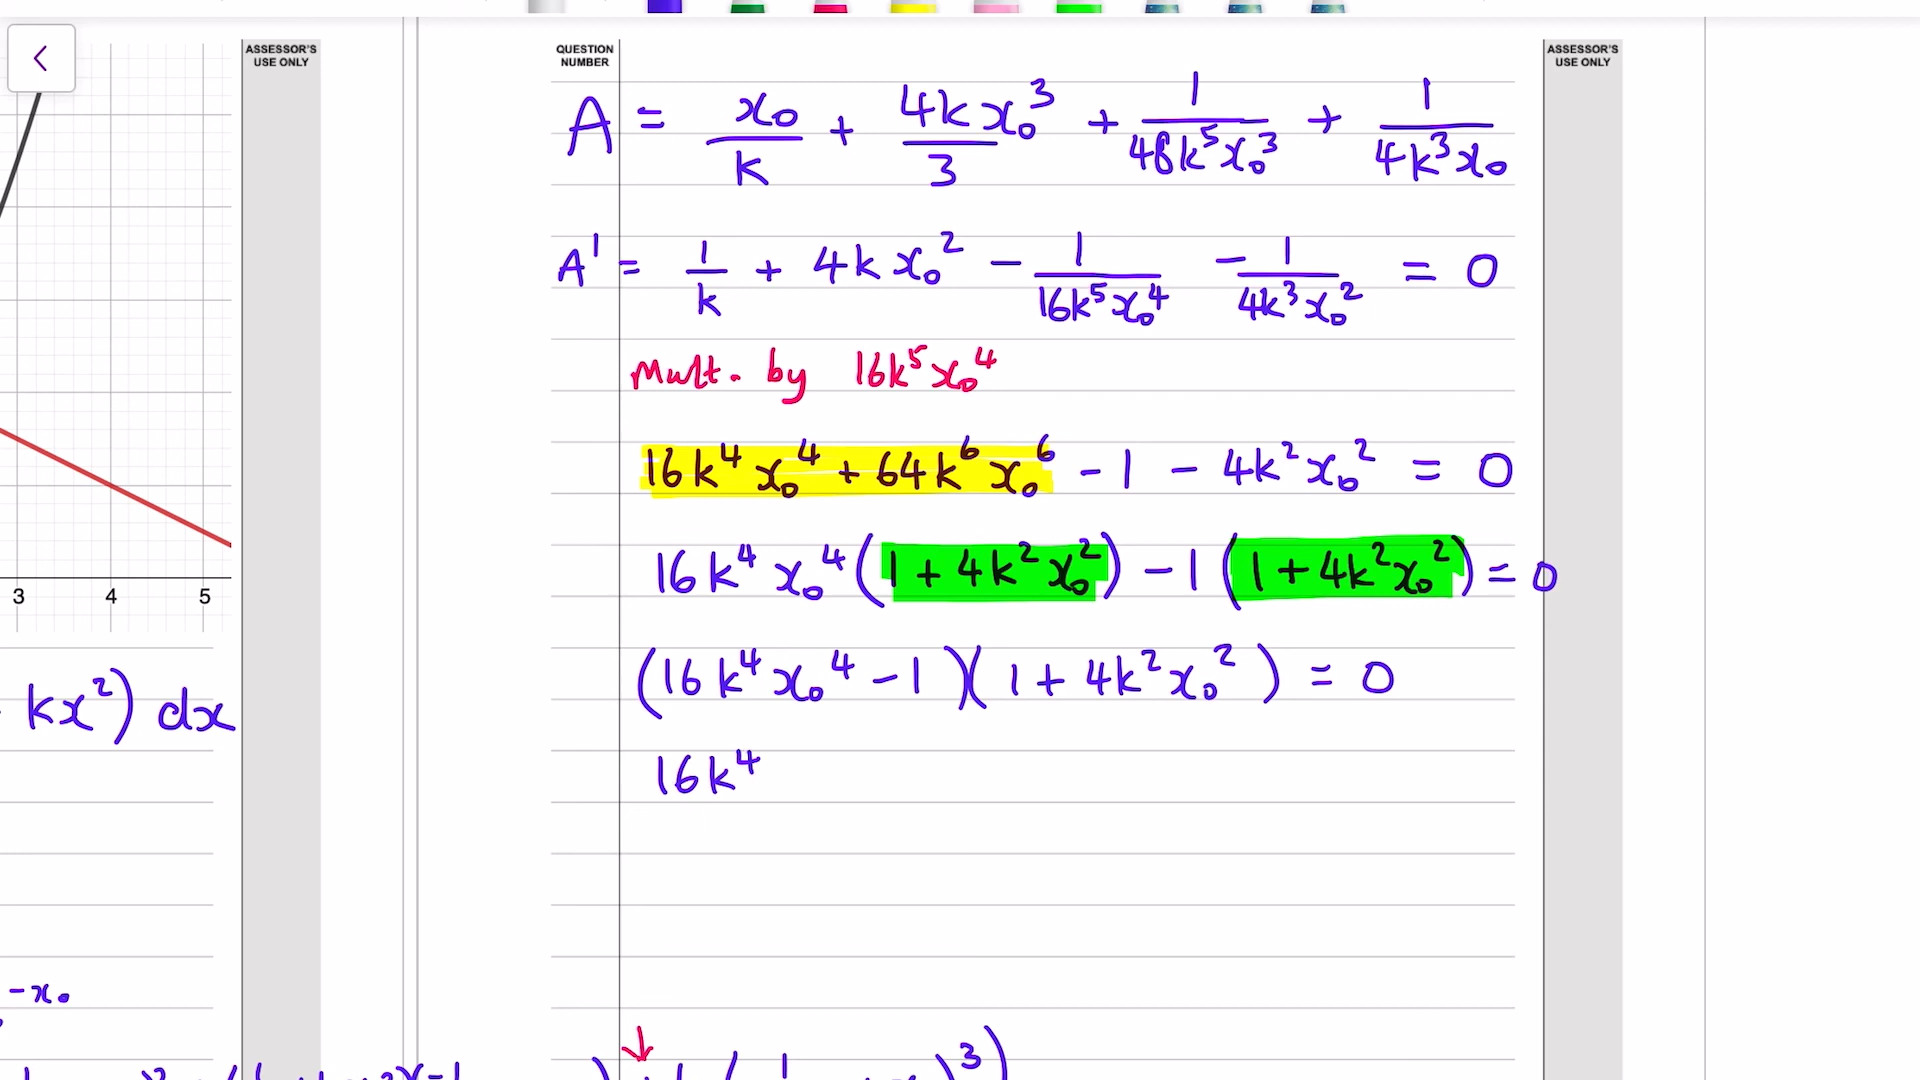 ASSESSOR'S USE ONLY
QUESTION NUMBER
ASSESSOR'S USE ONLY
A = x₀/k + 4kx₀³/3 + 1/(48k⁵x₀³) + 1/(4k³x₀)
A' = 1/k + 4kx₀² - 1/(16k⁵x₀⁴) - 1/(4k³x₀²) = 0
Mult. by 16k⁵x₀⁴
16k⁴x₀⁴ + 64k⁶x₀⁶ - 1 - 4k²x₀² = 0
16k⁴x₀⁴(1 + 4k²x₀²) - 1(1 + 4k²x₀²) = 0
(16k⁴x₀⁴ - 1)(1 + 4k²x₀²) = 0
16k⁴
3 4 5
kx²) dx
-x₀